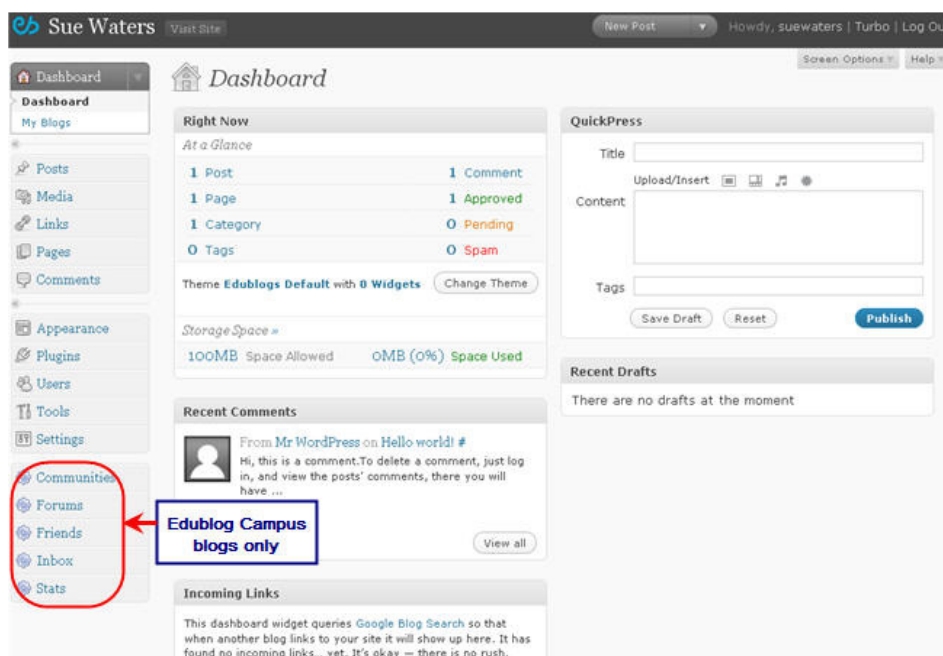 Sue Waters Visit Site
New Post
Howdy, suewaters | Turbo | Log Ou
Screen Options
Help
Dashboard
Dashboard
My Blogs
Posts
Media
Links
Pages
Comments
Appearance
Plugins
Users
Tools
Settings
Communities
Forums
Friends
Inbox
Stats
Edublog Campus
blogs only
Dashboard
Right Now
At a Glance
1 Post 1 Comment
1 Page 1 Approved
1 Category 0 Pending
0 Tags 0 Spam
Theme Edublogs Default with 0 Widgets Change Theme
Storage Space »
100MB Space Allowed 0MB (0%) Space Used
Recent Comments
From Mr WordPress on Hello world! #
Hi, this is a comment.To delete a comment, just log
in, and view the posts' comments, there you will
have ...
View all
Incoming Links
This dashboard widget queries Google Blog Search so that
when another blog links to your site it will show up here. It has
found no incoming links... yet. It's okay — there is no rush.
QuickPress
Title
Upload/Insert
Content
Tags
Save Draft Reset Publish
Recent Drafts
There are no drafts at the moment